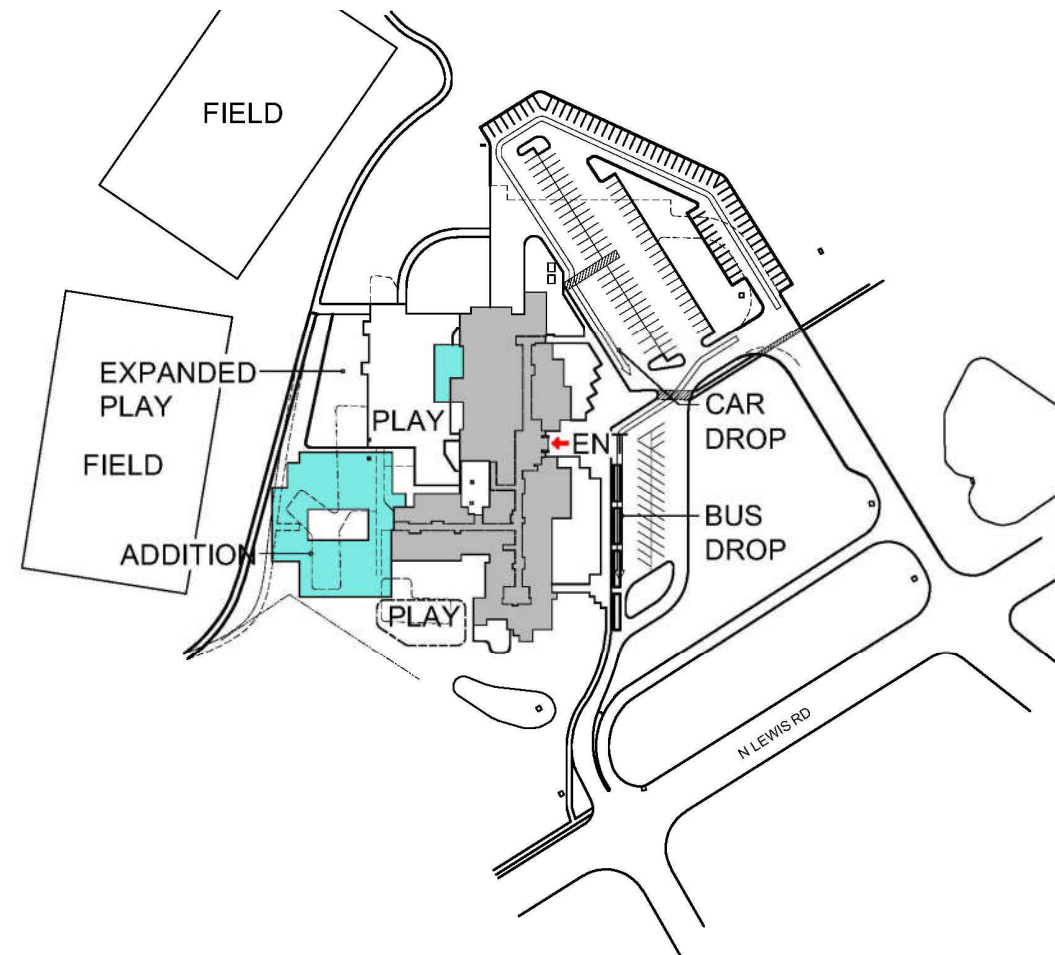 FIELD
EXPANDED
PLAY
PLAY
CAR
DROP
ENT
FIELD
BUS
DROP
ADDITION
PLAY
N LEWIS RD